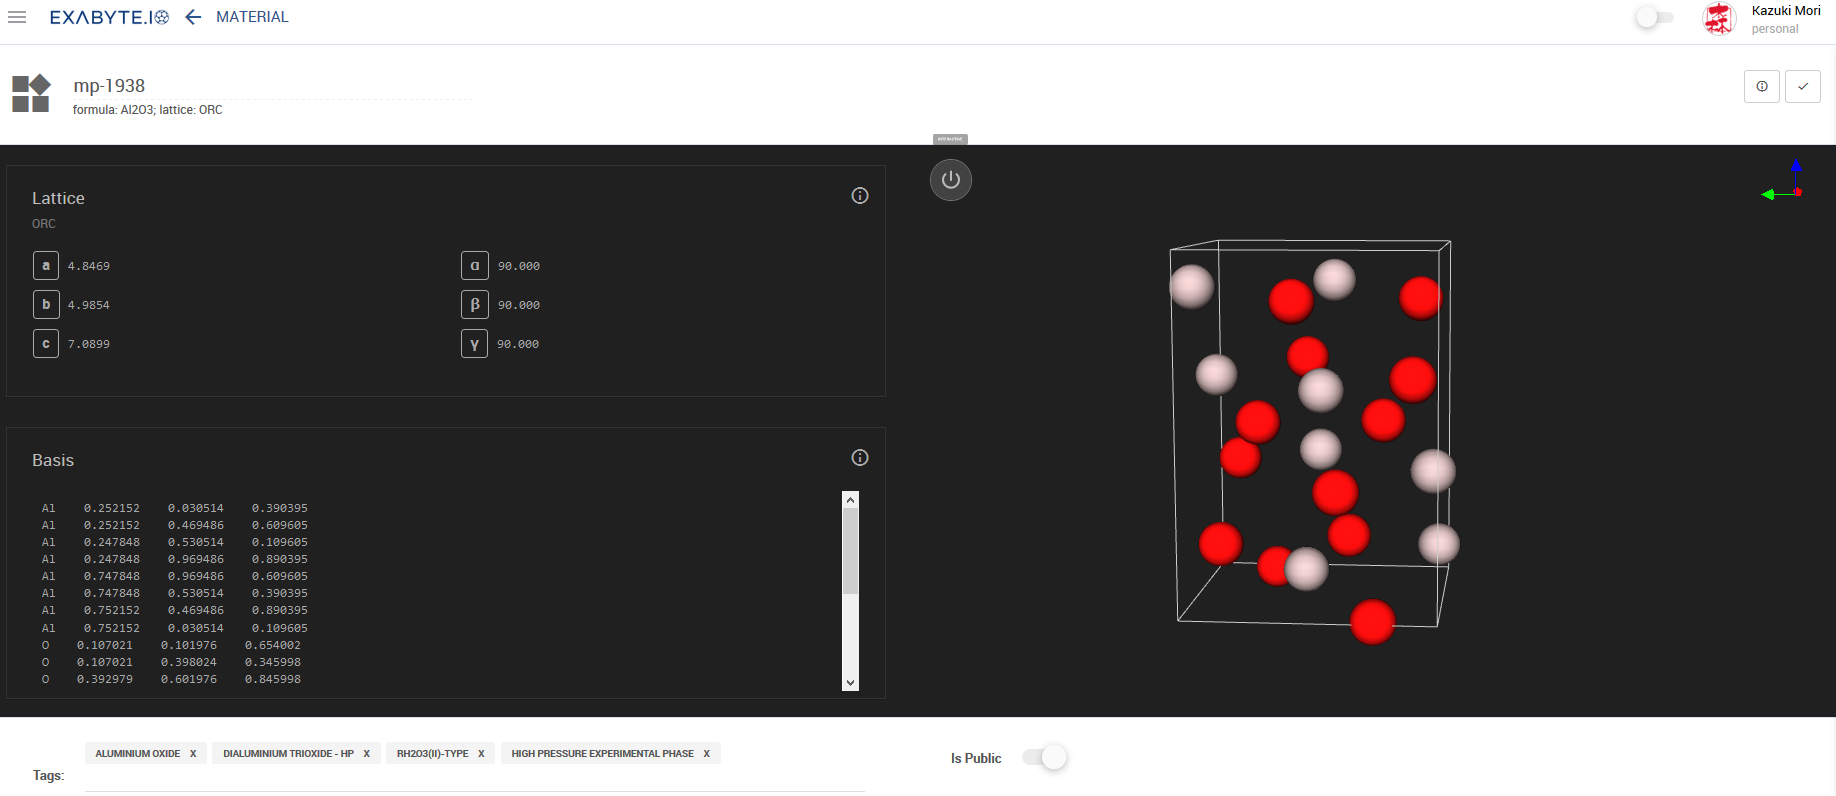 EXABYTE.IO
MATERIAL
Kazuki Mori
personal
mp-1938
formula: Al2O3; lattice: ORC
INTERACTIVE
Lattice
ORC
a 4.8469
α 90.000
b 4.9854
β 90.000
c 7.0899
γ 90.000
Basis
Al 0.252152 0.030514 0.390395
Al 0.252152 0.469486 0.609605
Al 0.247848 0.530514 0.109605
Al 0.247848 0.969486 0.890395
Al 0.747848 0.969486 0.609605
Al 0.747848 0.530514 0.390395
Al 0.752152 0.469486 0.890395
Al 0.752152 0.030514 0.109605
O 0.107021 0.101976 0.654002
O 0.107021 0.398024 0.345998
O 0.392979 0.601976 0.845998
Tags:
ALUMINIUM OXIDE X
DIALUMINIUM TRIOXIDE - HP X
RH2O3(II)-TYPE X
HIGH PRESSURE EXPERIMENTAL PHASE X
Is Public